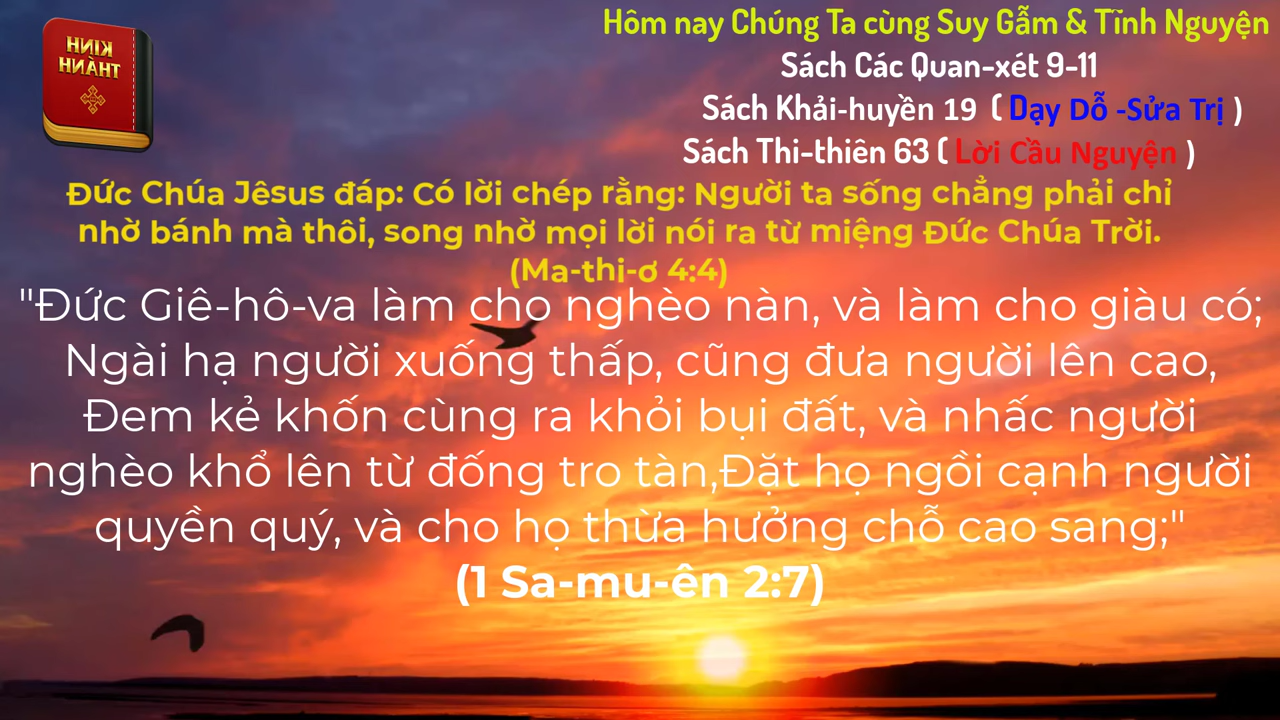 KINH
THÁNH
Hôm nay Chúng Ta cùng Suy Gẫm & Tĩnh Nguyện
Sách Các Quan-xét 9-11
Sách Khải-huyền 19 ( Dạy Dỗ -Sửa Trị )
Sách Thi-thiên 63 ( Lời Cầu Nguyện )
Đức Chúa Jêsus đáp: Có lời chép rằng: Người ta sống chẳng phải chỉ
nhờ bánh mà thôi, song nhờ mọi lời nói ra từ miệng Đức Chúa Trời.
(Ma-thi-ơ 4:4)
"Đức Giê-hô-va làm cho nghèo nàn, và làm cho giàu có;
Ngài hạ người xuống thấp, cũng đưa người lên cao,
Đem kẻ khốn cùng ra khỏi bụi đất, và nhấc người
nghèo khổ lên từ đống tro tàn,Đặt họ ngồi cạnh người
quyền quý, và cho họ thừa hưởng chỗ cao sang;"
(1 Sa-mu-ên 2:7)